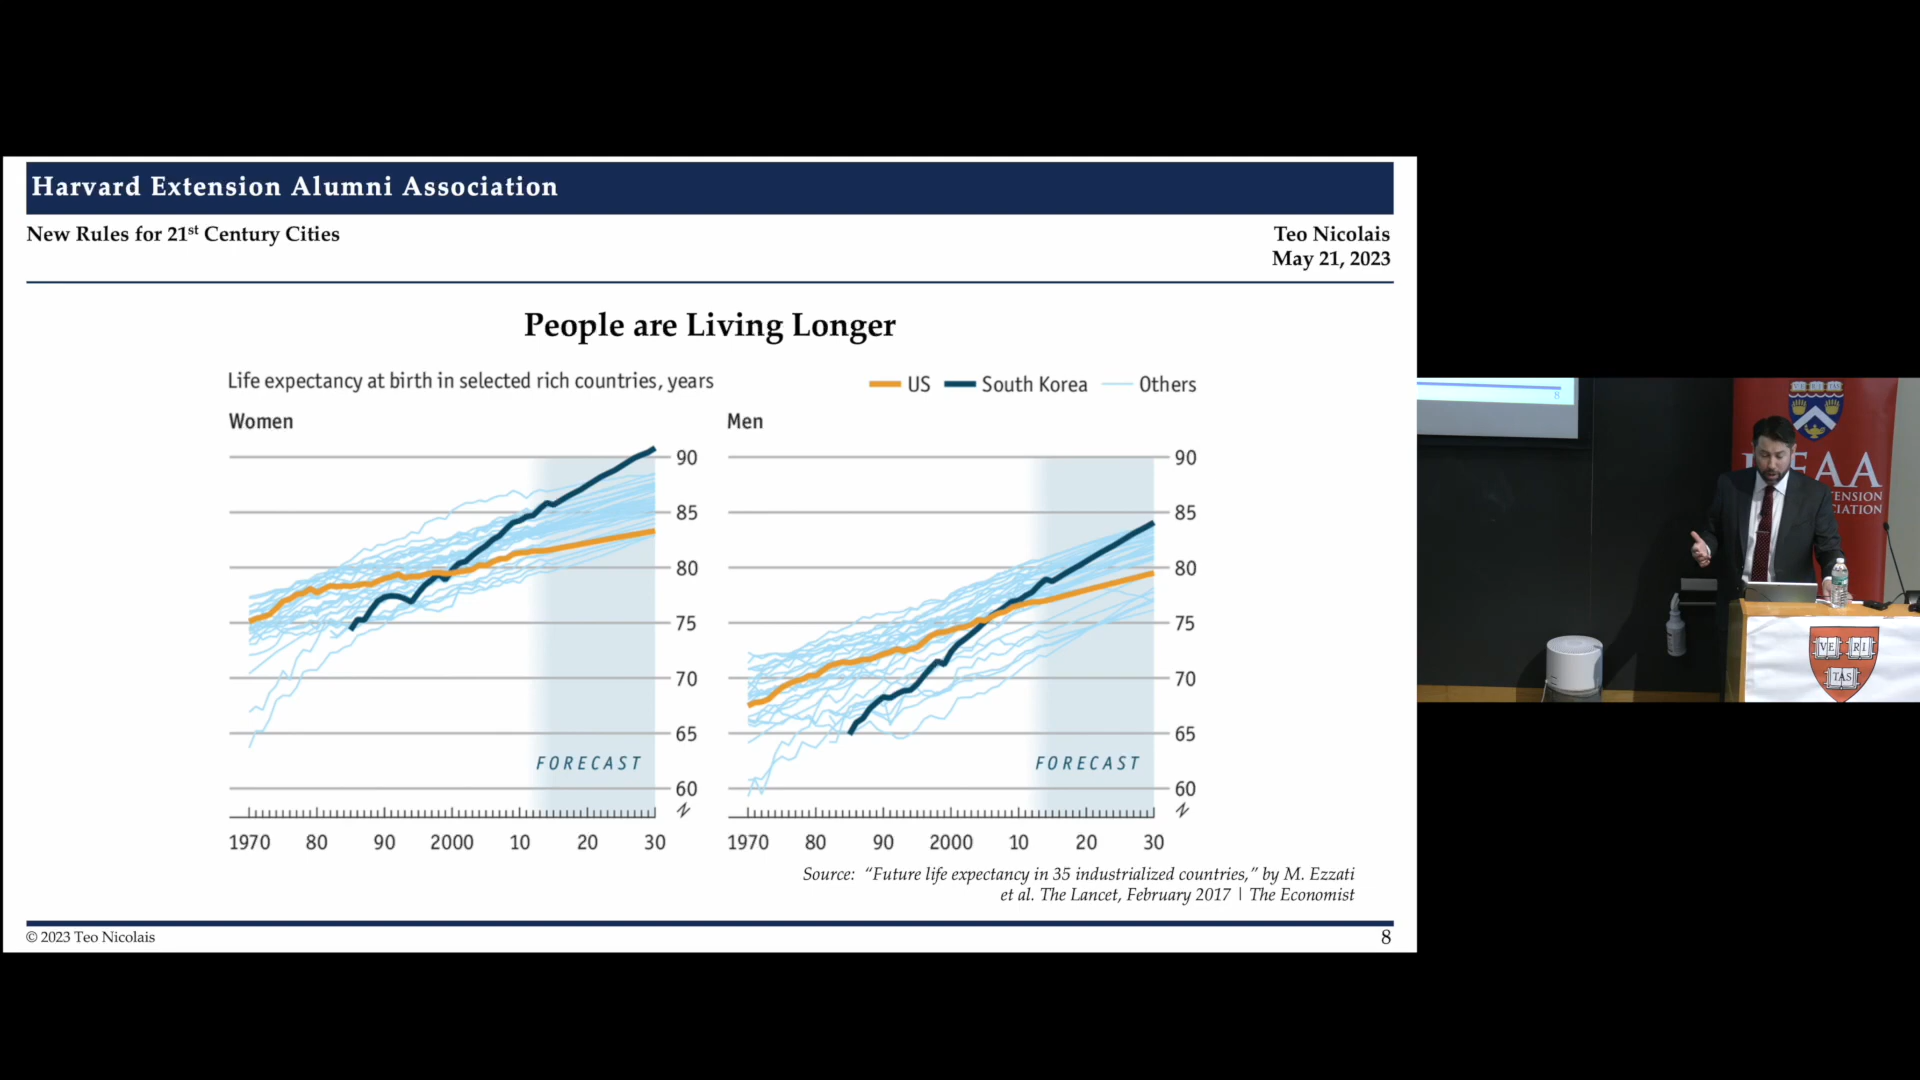 Harvard Extension Alumni Association
New Rules for 21st Century Cities
Teo Nicolais
May 21, 2023
People are Living Longer
Life expectancy at birth in selected rich countries, years
US South Korea Others
Women
Men
90
85
80
75
70
65
60
FORECAST
1970 80 90 2000 10 20 30
90
85
80
75
70
65
60
FORECAST
1970 80 90 2000 10 20 30
Source: “Future life expectancy in 35 industrialized countries,” by M. Ezzati
et al. The Lancet, February 2017 | The Economist
© 2023 Teo Nicolais
8
8
VE RI
TAS